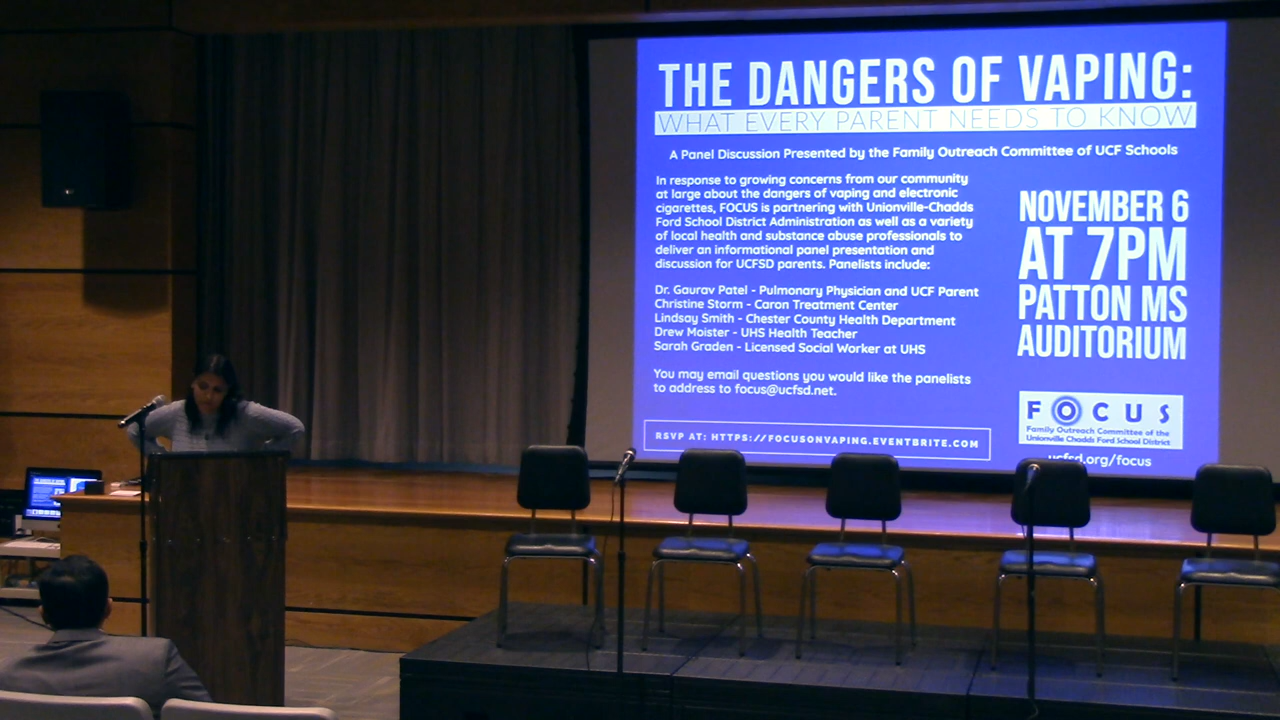 THE DANGERS OF VAPING:
WHAT EVERY PARENT NEEDS TO KNOW
A Panel Discussion Presented by the Family Outreach Committee of UCF Schools
In response to growing concerns from our community
at large about the dangers of vaping and electronic
cigarettes, FOCUS is partnering with Unionville-Chadds
Ford School District Administration as well as a variety
of local health and substance abuse professionals to
deliver an informational panel presentation and
discussion for UCFSD parents. Panelists include:
Dr. Gaurav Patel - Pulmonary Physician and UCF Parent
Christine Storm - Caron Treatment Center
Lindsay Smith - Chester County Health Department
Drew Moister - UHS Health Teacher
Sarah Graden - Licensed Social Worker at UHS
You may email questions you would like the panelists
to address to focus@ucfsd.net.
RSVP AT: HTTPS://FOCUSONVAPING.EVENTBRITE.COM
NOVEMBER 6
AT 7PM
PATTON MS
AUDITORIUM
FOCUS
Family Outreach Committee of the
Unionville Chadds Ford School District
ucfsd.org/focus